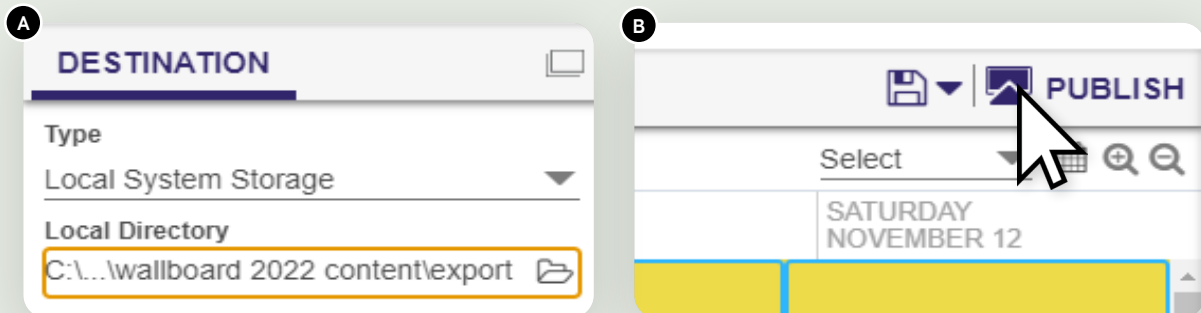 A
DESTINATION
Type
Local System Storage
Local Directory
C:\...\wallboard 2022 content\export
B
PUBLISH
Select
SATURDAY
NOVEMBER 12